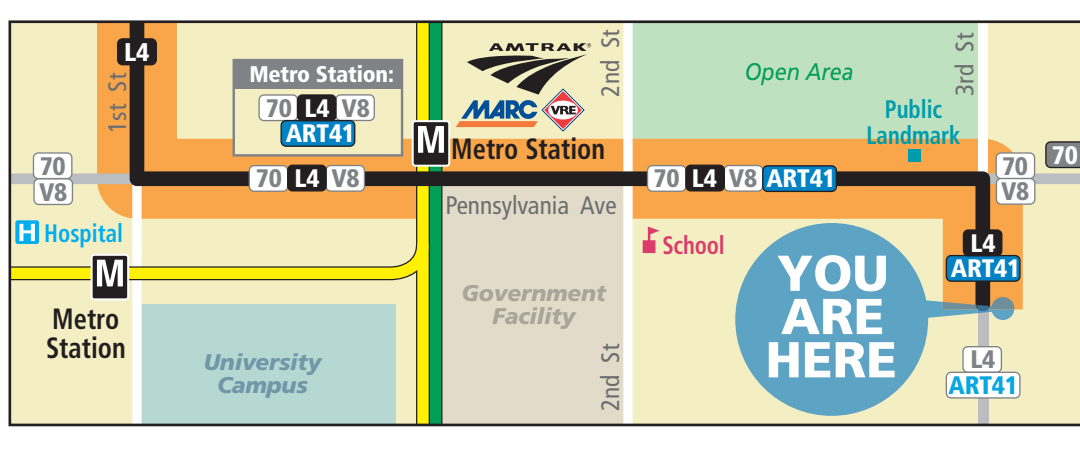 L4
1st St
Metro Station:
70 L4 V8
ART41
AMTRAK®
MARC VRE
M Metro Station
2nd St
Open Area
3rd St
Public
Landmark
70
V8
70 L4 V8
70 L4 V8 ART41
70
V8
70
Pennsylvania Ave
H Hospital
School
L4
ART41
M
Metro
Station
University
Campus
Government
Facility
2nd St
YOU
ARE
HERE
L4
ART41